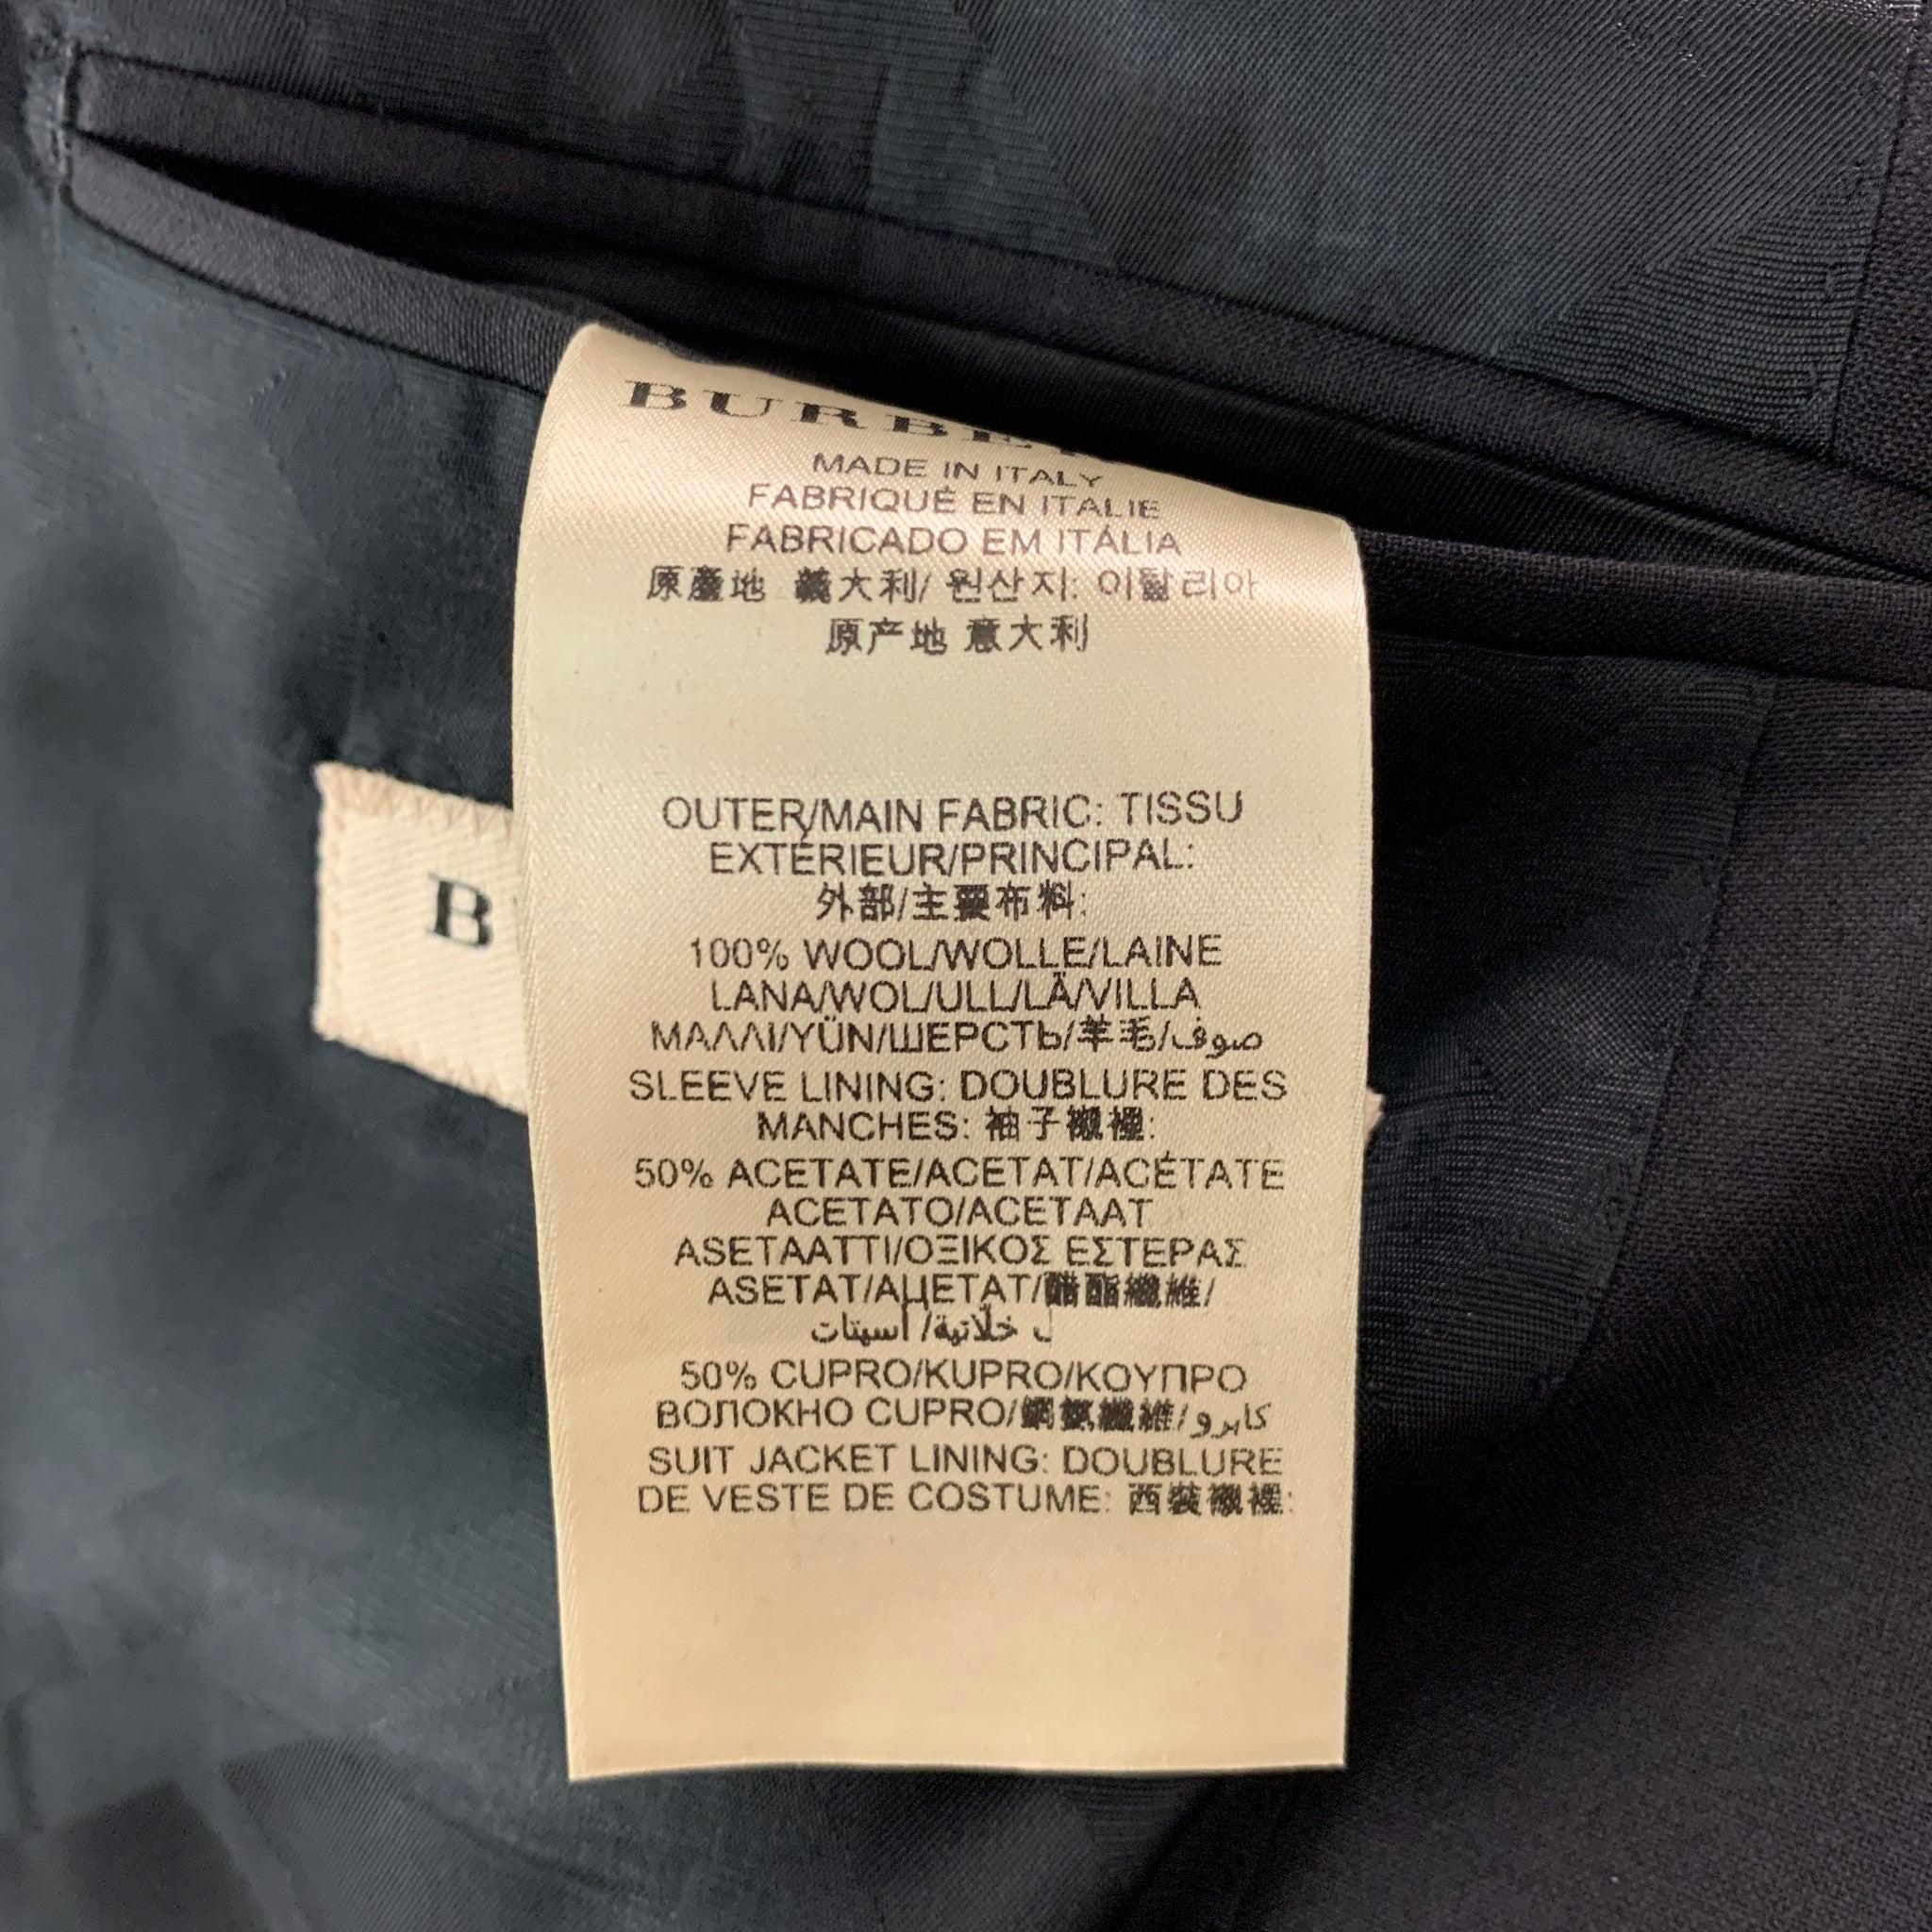 MADE IN ITALY
FABRIQUÉ EN ITALIE
FABRICADO EM ITÁLIA
原產地 義大利/ 원산지: 이탈리아
原产地 意大利
B
OUTER/MAIN FABRIC: TISSU
EXTÉRIEUR/PRINCIPAL:
外部/主要布料:
100% WOOL/WOLLE/LAINE
LANA/WOL/ULL/LÄ/VILLA
ΜΑΛΛΙ/YÜN/ШЕРСТЬ/羊毛/صوف
SLEEVE LINING: DOUBLURE DES
MANCHES: 袖子襯裡:
50% ACETATE/ACETAT/ACÉTATE
ACETATO/ACETAAT
ASETAATTI/ΟΞΙΚΟΣ ΕΣΤΕΡΑΣ
ASETAT/АЦЕТАТ/醋酯纖維/
خلاتية/ أسيتات
50% CUPRO/KUPRO/ΚΟΥΠΡΟ
ВОЛОКНО CUPRO/銅氨纖維/كابرو
SUIT JACKET LINING: DOUBLURE
DE VESTE DE COSTUME: 西裝襯裡: